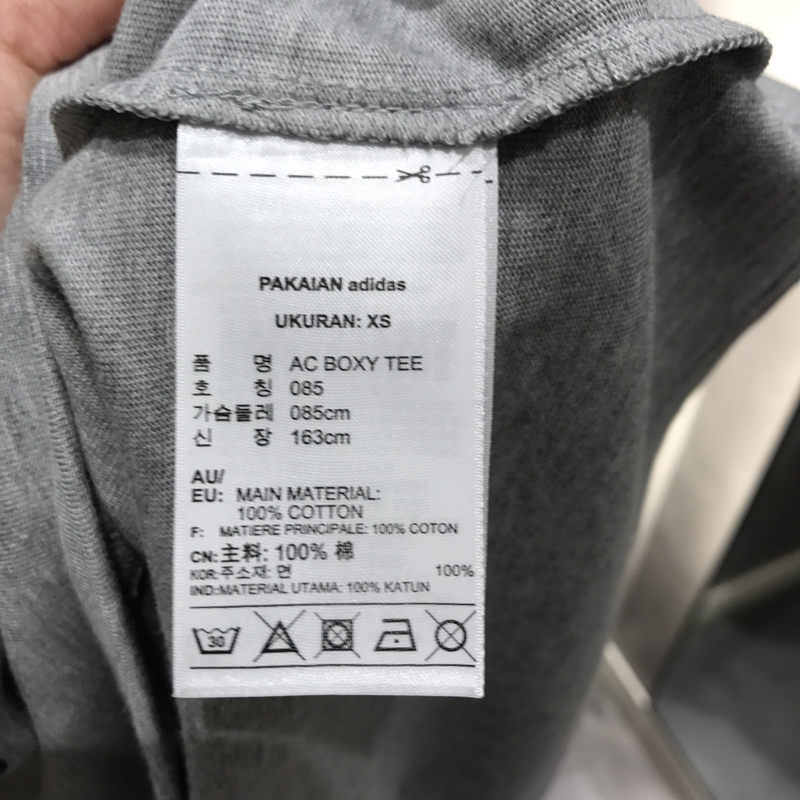 PAKAIAN adidas
UKURAN: XS
품 명 AC BOXY TEE
호 칭 085
가슴둘레 085cm
신 장 163cm
AU/
EU: MAIN MATERIAL:
100% COTTON
F: MATIERE PRINCIPALE: 100% COTON
CN:主料: 100% 棉
KOR:주소재: 면 100%
IND:MATERIAL UTAMA: 100% KATUN
30